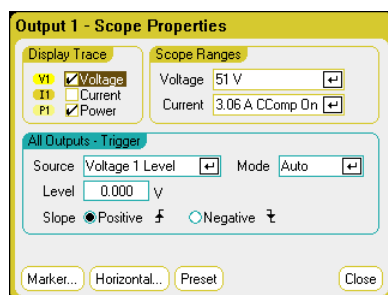 Output 1 - Scope Properties
Display Trace
V1 Voltage
I1 Current
P1 Power
Scope Ranges
Voltage 51 V
Current 3.06 A CComp On
All Outputs - Trigger
Source Voltage 1 Level Mode Auto
Level 0.000 V
Slope Positive Negative
Marker... Horizontal... Preset Close